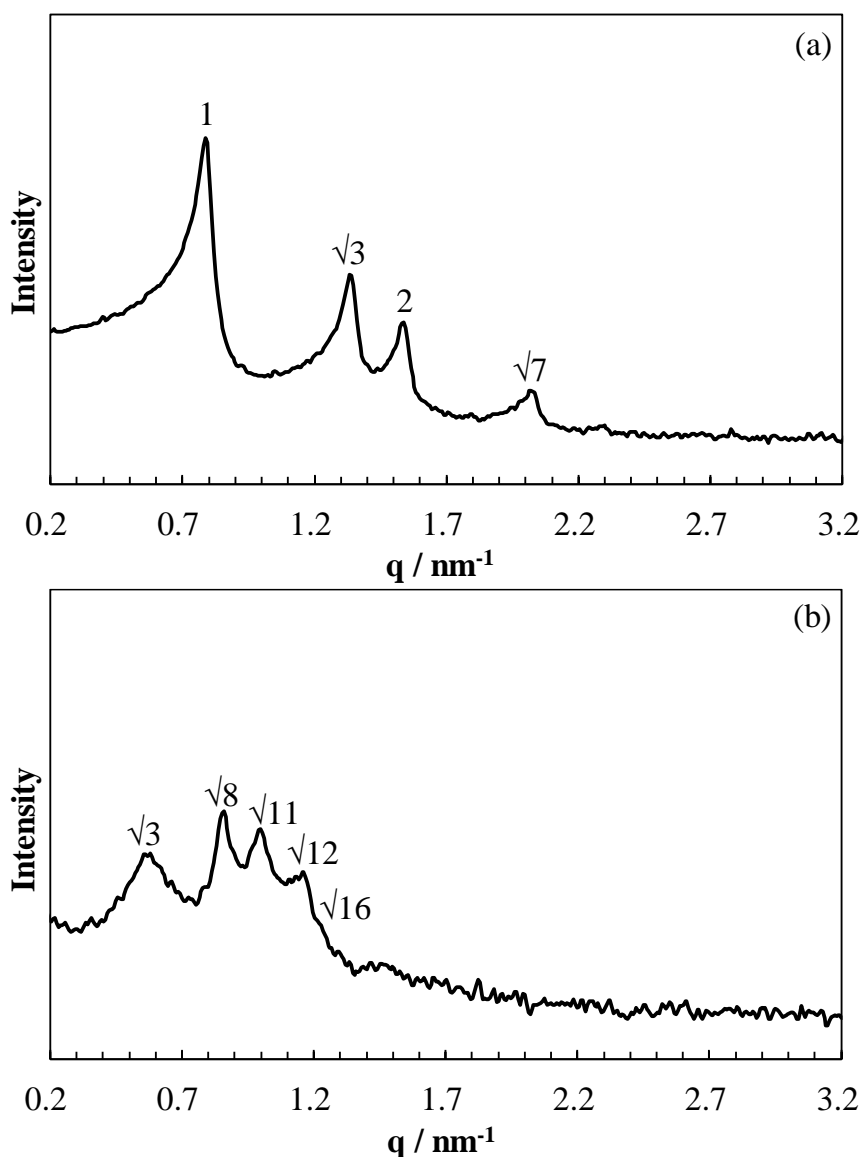 (a)
1
√3
2
√7
Intensity
0.2 0.7 1.2 1.7 2.2 2.7 3.2
q / nm-1
(b)
√3
√8
√11
√12
√16
Intensity
0.2 0.7 1.2 1.7 2.2 2.7 3.2
q / nm-1